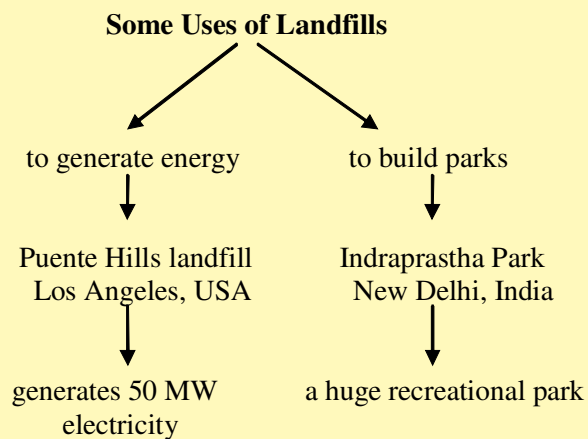 Some Uses of Landfills
to generate energy
to build parks
Puente Hills landfill
Los Angeles, USA
Indraprastha Park
New Delhi, India
generates 50 MW
electricity
a huge recreational park